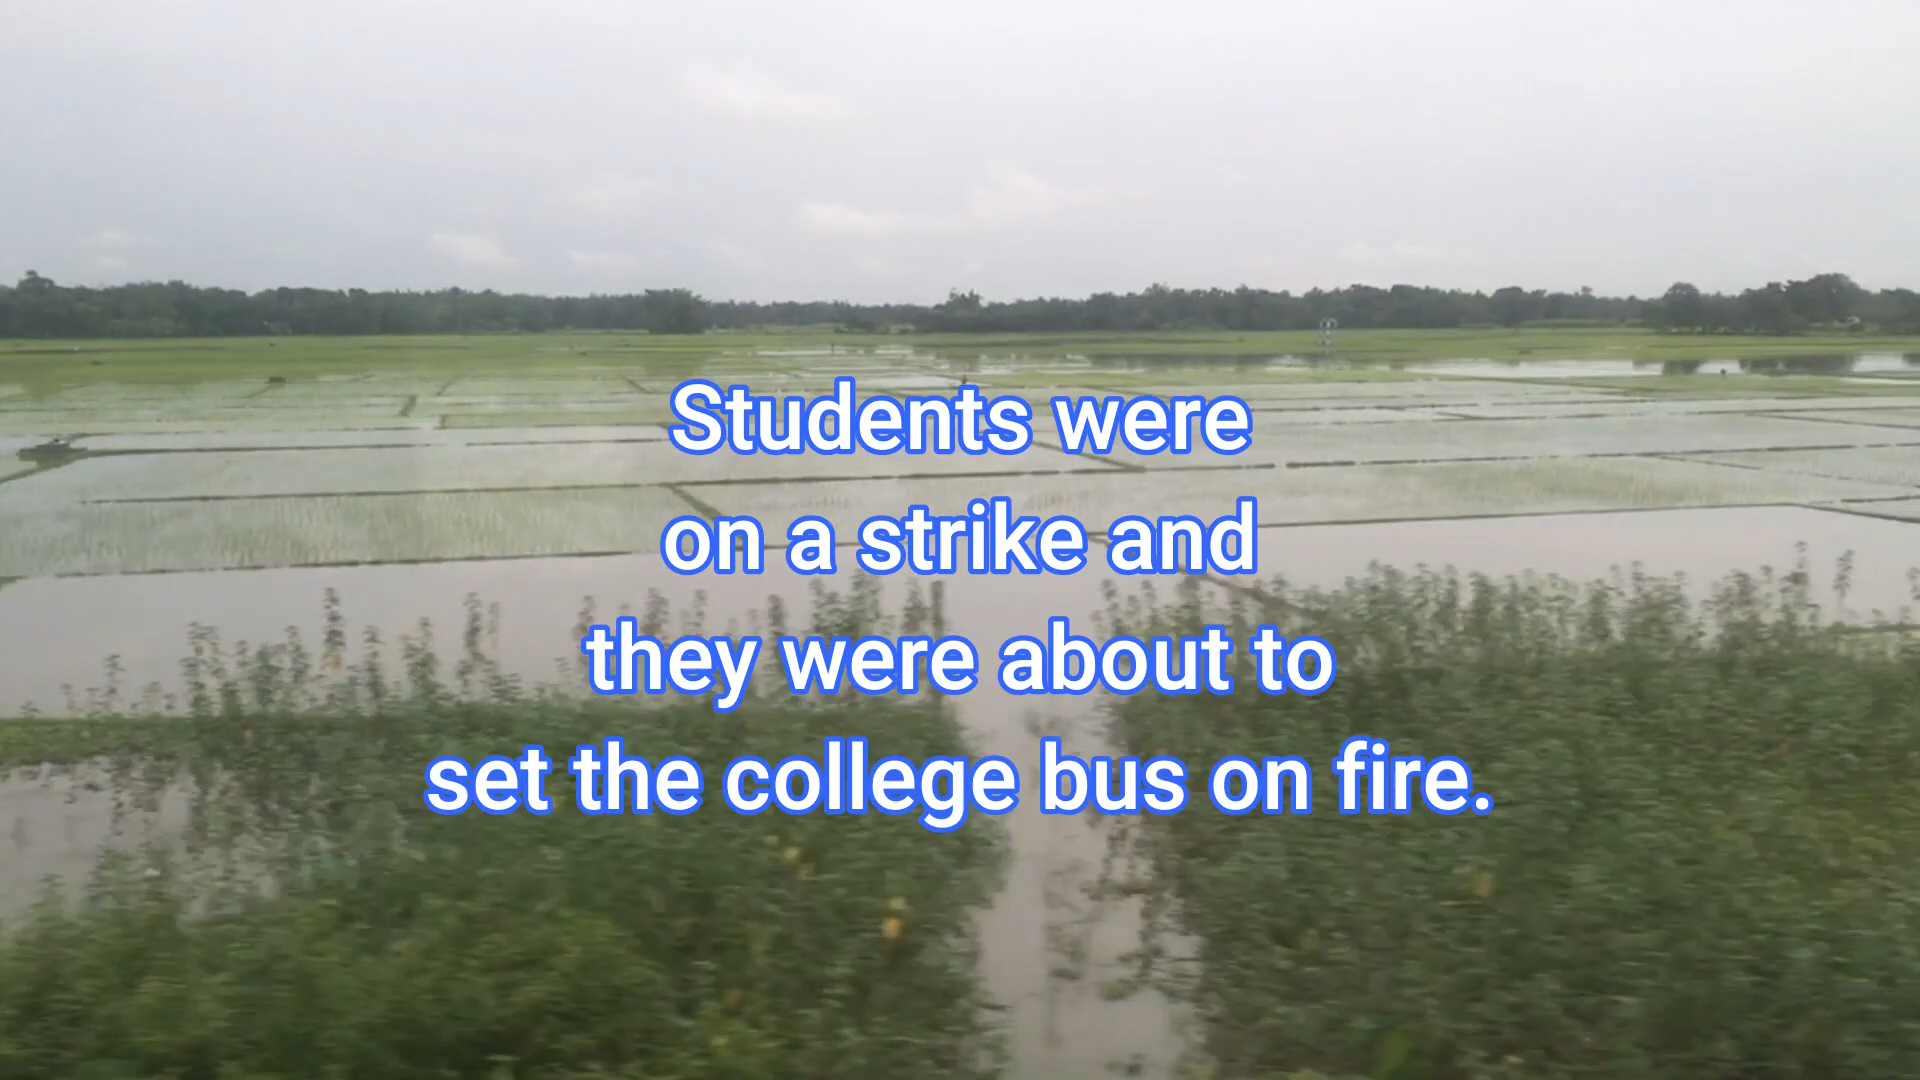 Students were
on a strike and
they were about to
set the college bus on fire.